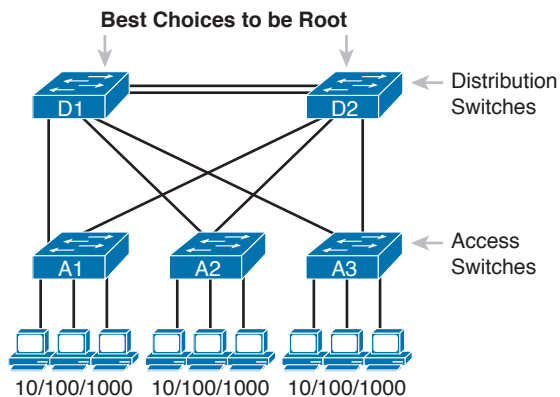 Best Choices to be Root
D1
D2
Distribution
Switches
A1
A2
A3
Access
Switches
10/100/1000
10/100/1000
10/100/1000